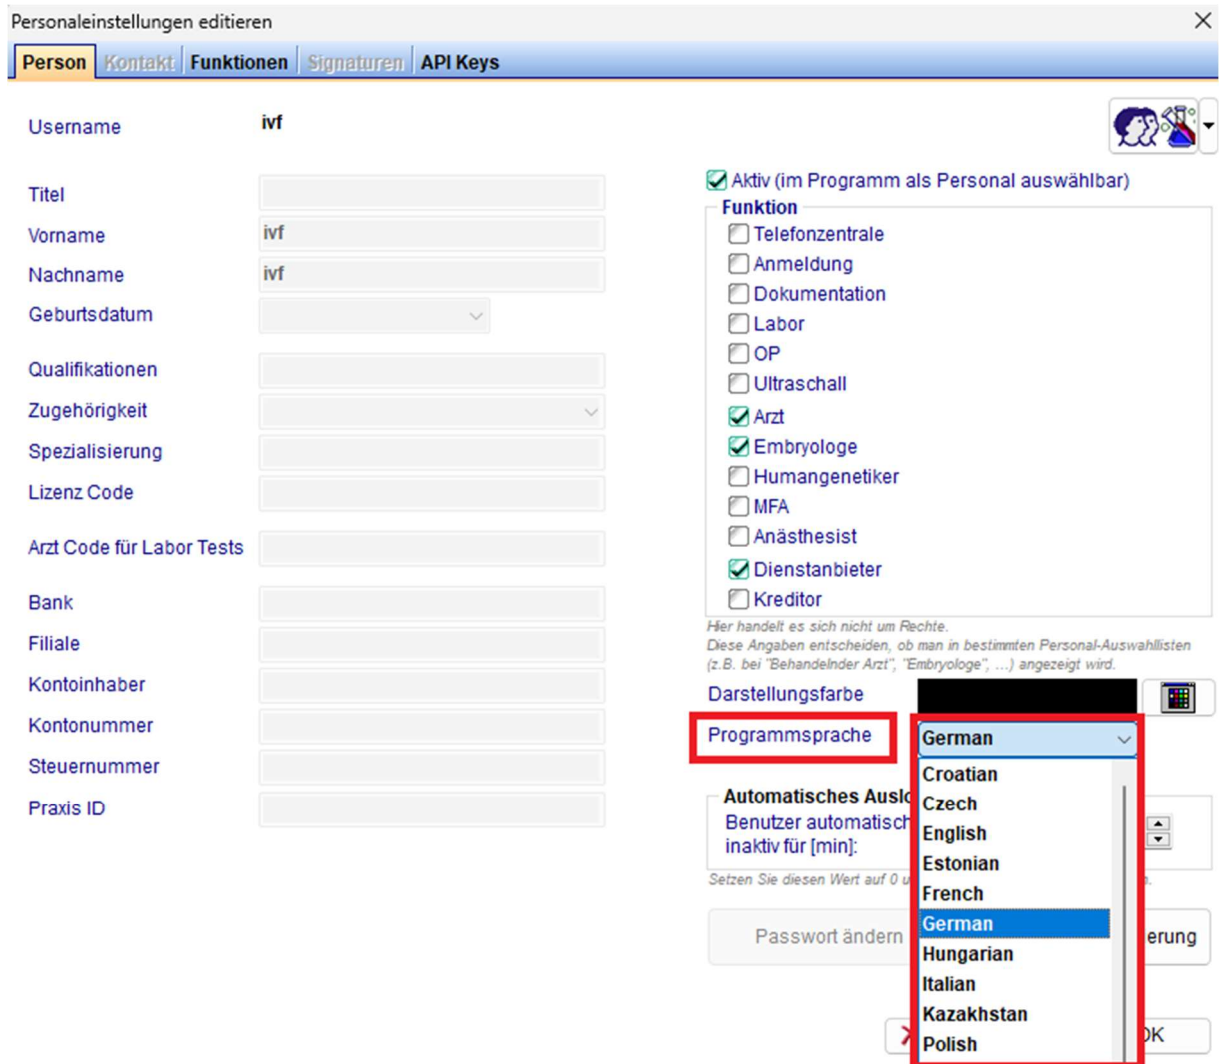 Personaleinstellungen editieren
Person Kontakt Funktionen Signaturen API Keys
Username ivf
Titel
Vorname ivf
Nachname ivf
Geburtsdatum
Qualifikationen
Zugehörigkeit
Spezialisierung
Lizenz Code
Arzt Code für Labor Tests
Bank
Filiale
Kontoinhaber
Kontonummer
Steuernummer
Praxis ID
Aktiv (im Programm als Personal auswählbar)
Funktion
Telefonzentrale
Anmeldung
Dokumentation
Labor
OP
Ultraschall
Arzt
Embryologe
Humangenetiker
MFA
Anästhesist
Dienstanbieter
Kreditor
Hier handelt es sich nicht um Rechte.
Diese Angaben entscheiden, ob man in bestimmten Personal-Auswahllisten
(z.B. bei "Behandelnder Arzt", "Embryologe", ...) angezeigt wird.
Darstellungsfarbe
Programmsprache German
Croatian
Czech
English
Estonian
French
German
Hungarian
Italian
Kazakhstan
Polish
Automatisches
Benutzer automatisch
inaktiv für [min]:
Setzen Sie diesen Wert auf 0
Passwort ändern